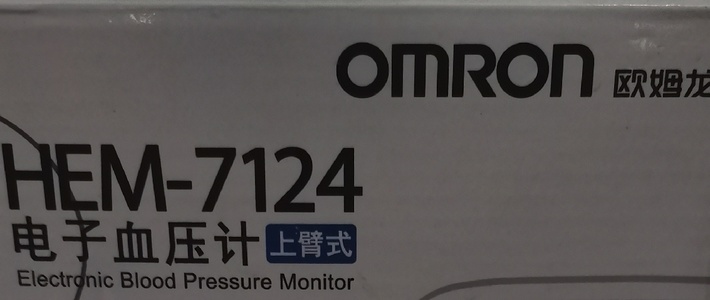 OMRON 欧姆龙
HEM-7124
电子血压计 上臂式
Electronic Blood Pressure Monitor